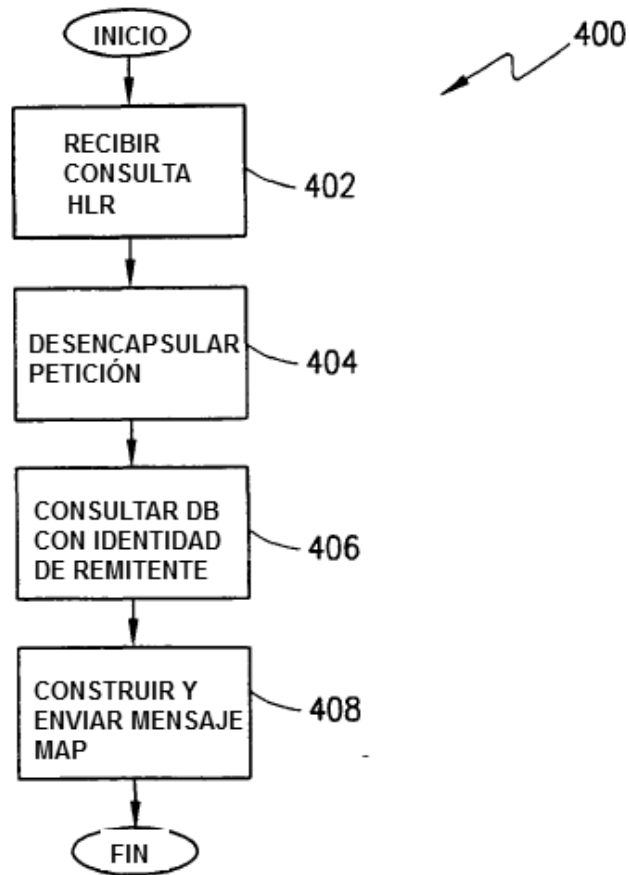 INICIO
400
RECIBIR
CONSULTA
HLR
402
DESENCAPSULAR
PETICIÓN
404
CONSULTAR DB
CON IDENTIDAD
DE REMITENTE
406
CONSTRUIR Y
ENVIAR MENSAJE
MAP
408
FIN